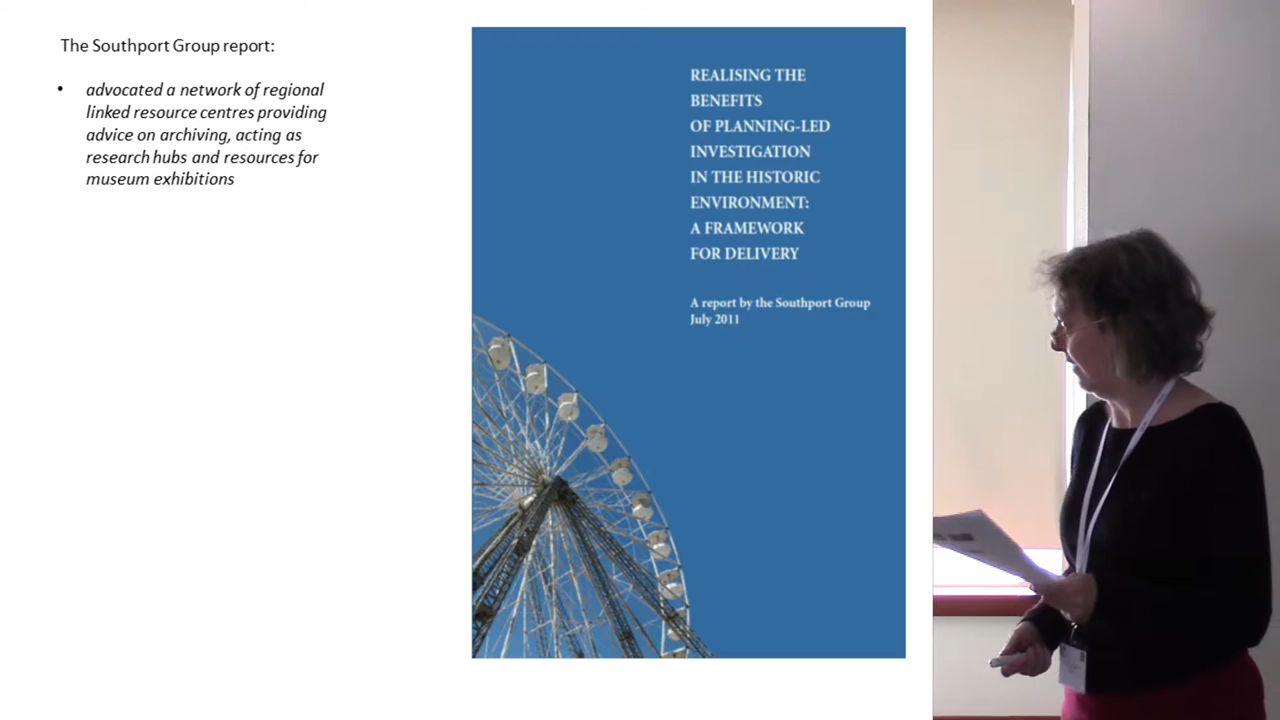 The Southport Group report:
• advocated a network of regional
linked resource centres providing
advice on archiving, acting as
research hubs and resources for
museum exhibitions
REALISING THE
BENEFITS
OF PLANNING-LED
INVESTIGATION
IN THE HISTORIC
ENVIRONMENT:
A FRAMEWORK
FOR DELIVERY
A report by the Southport Group
July 2011